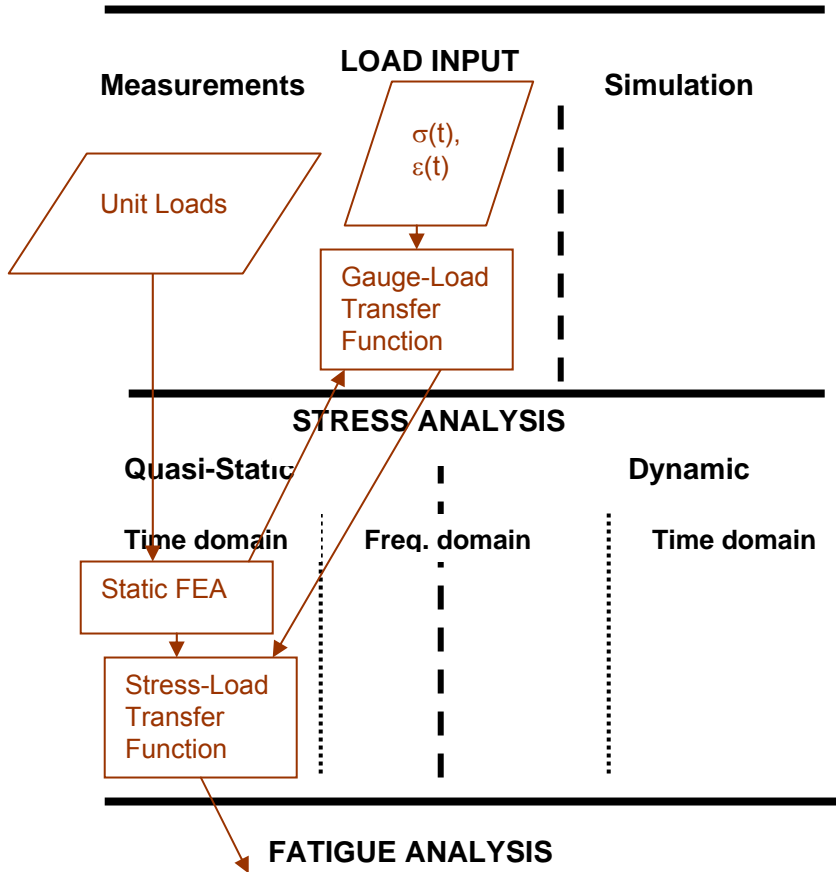 LOAD INPUT
Measurements
Simulation
σ(t),
ε(t)
Unit Loads
Gauge-Load
Transfer
Function
STRESS ANALYSIS
Quasi-Static
Dynamic
Time domain
Freq. domain
Time domain
Static FEA
Stress-Load
Transfer
Function
FATIGUE ANALYSIS